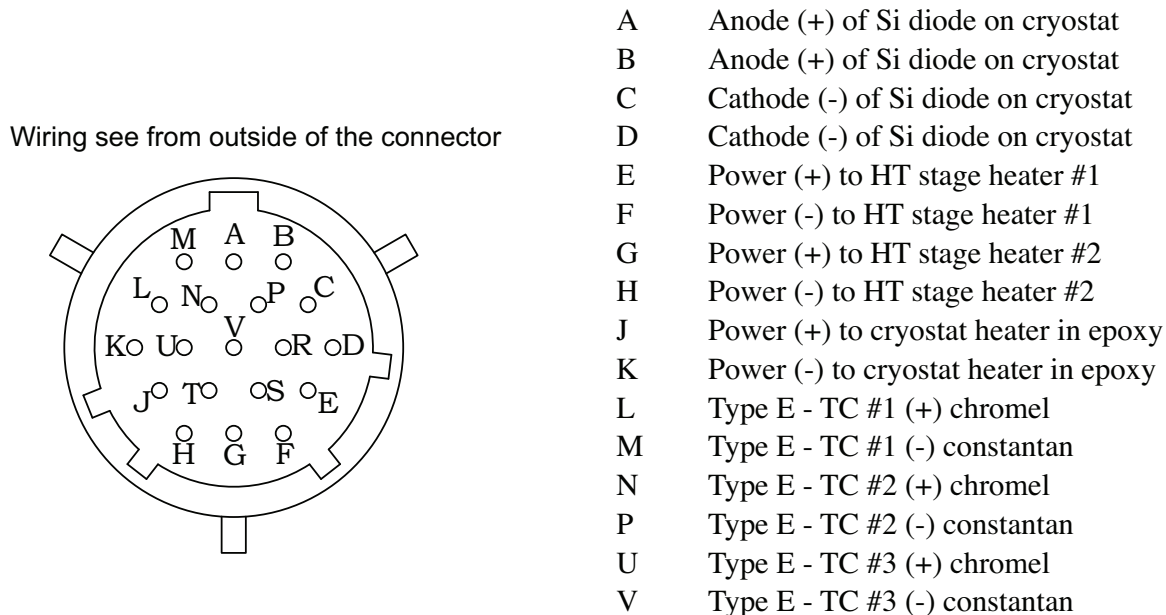 Wiring see from outside of the connector
M A B
L N P C
V
K U R D
J T S E
H G F
A Anode (+) of Si diode on cryostat
B Anode (+) of Si diode on cryostat
C Cathode (-) of Si diode on cryostat
D Cathode (-) of Si diode on cryostat
E Power (+) to HT stage heater #1
F Power (-) to HT stage heater #1
G Power (+) to HT stage heater #2
H Power (-) to HT stage heater #2
J Power (+) to cryostat heater in epoxy
K Power (-) to cryostat heater in epoxy
L Type E - TC #1 (+) chromel
M Type E - TC #1 (-) constantan
N Type E - TC #2 (+) chromel
P Type E - TC #2 (-) constantan
U Type E - TC #3 (+) chromel
V Type E - TC #3 (-) constantan